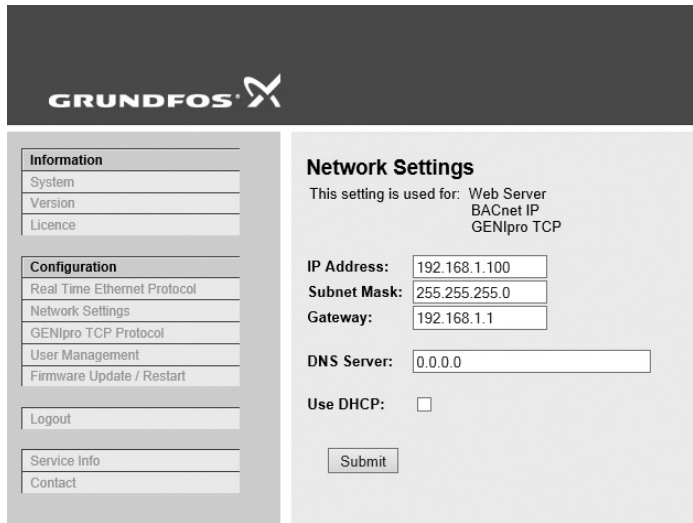 GRUNDFOS
Information
System
Version
Licence
Configuration
Real Time Ethernet Protocol
Network Settings
GENIpro TCP Protocol
User Management
Firmware Update / Restart
Logout
Service Info
Contact
Network Settings
This setting is used for: Web Server
BACnet IP
GENIpro TCP
IP Address: 192.168.1.100
Subnet Mask: 255.255.255.0
Gateway: 192.168.1.1
DNS Server: 0.0.0.0
Use DHCP:
Submit